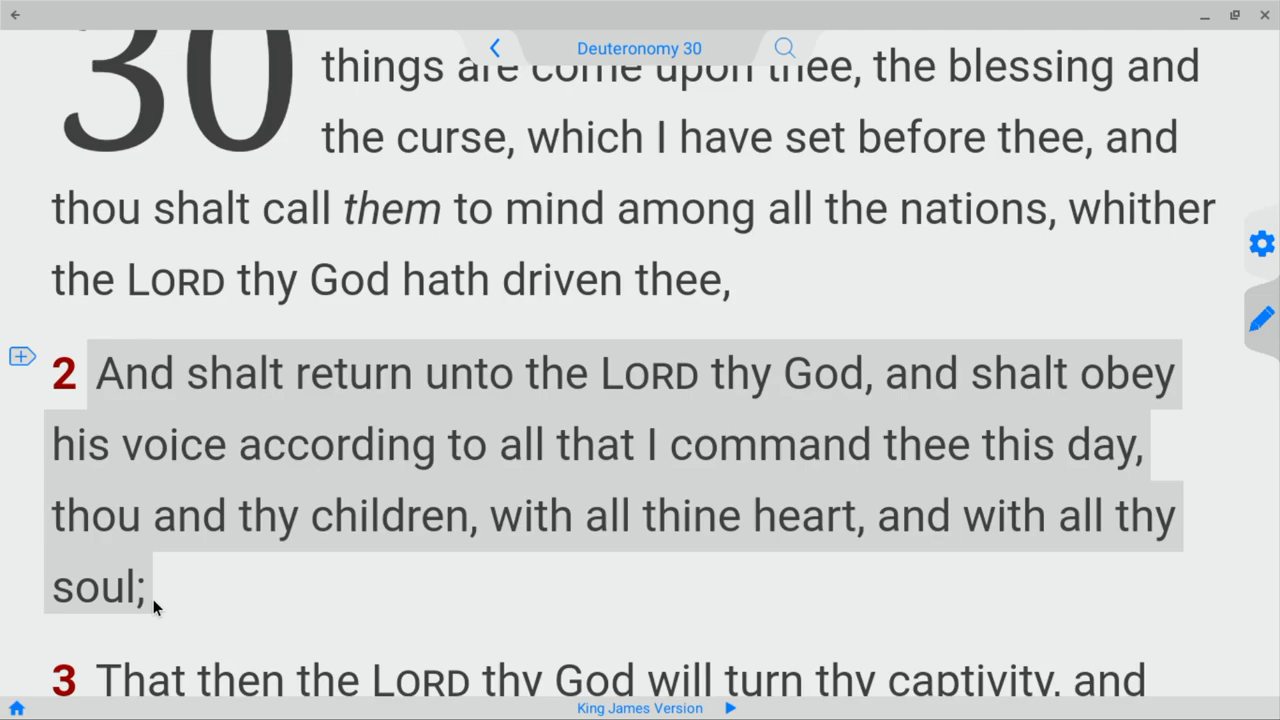 Deuteronomy 30
30 things are come upon thee, the blessing and
the curse, which I have set before thee, and
thou shalt call them to mind among all the nations, whither
the LORD thy God hath driven thee,
2 And shalt return unto the LORD thy God, and shalt obey
his voice according to all that I command thee this day,
thou and thy children, with all thine heart, and with all thy
soul;
3 That then the LORD thy God will turn thy captivity, and
King James Version